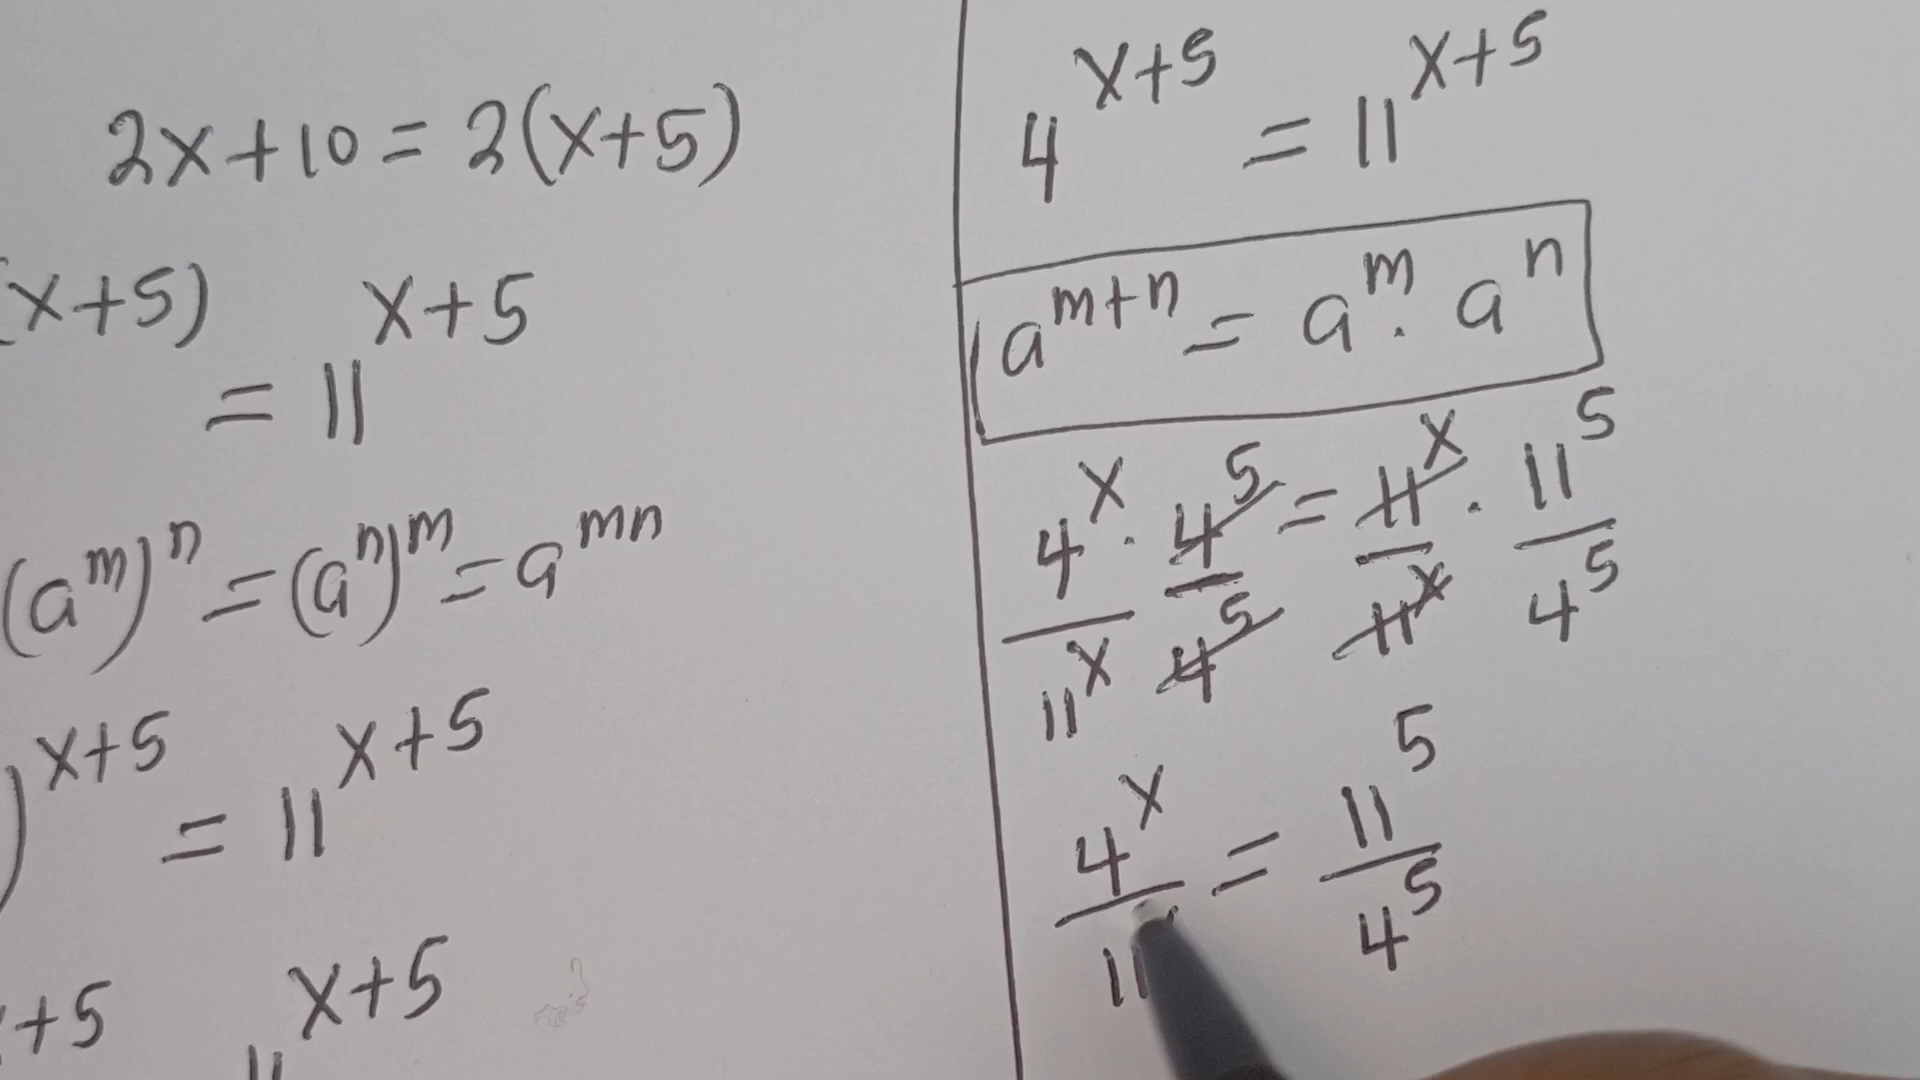 2x+10 = 2(x+5)
(x+5) = 11^(x+5)
(a^m)^n = (a^n)^m = a^(mn)
)^(x+5) = 11^(x+5)
+5 11^(x+5)
4^(x+5) = 11^(x+5)
a^(m+n) = a^m . a^n
4^x/11^x . 4^5/4^5 = 11^x/11^x . 11^5/4^5
4^x/11 = 11^5/4^5